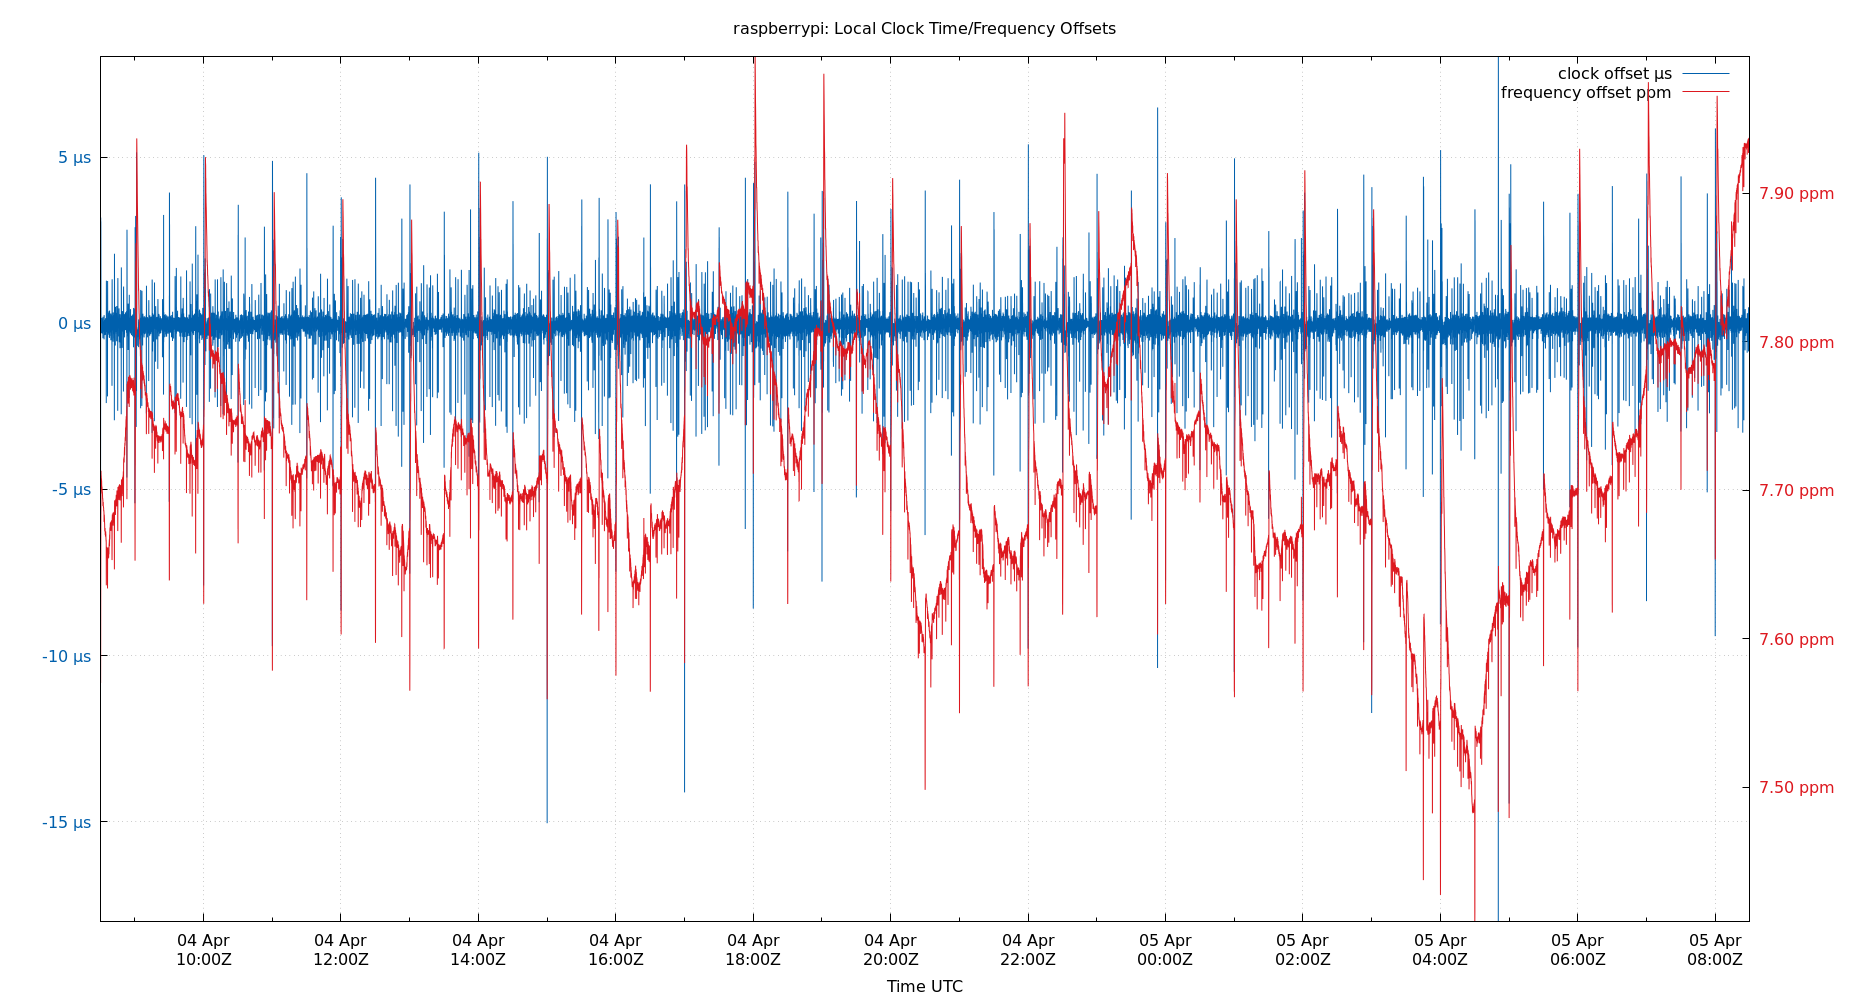 raspberrypi: Local Clock Time/Frequency Offsets
clock offset µs
frequency offset ppm
5 µs
0 µs
-5 µs
-10 µs
-15 µs
7.90 ppm
7.80 ppm
7.70 ppm
7.60 ppm
7.50 ppm
04 Apr 04 Apr 04 Apr 04 Apr 04 Apr 04 Apr 04 Apr 05 Apr 05 Apr 05 Apr 05 Apr 05 Apr
10:00Z 12:00Z 14:00Z 16:00Z 18:00Z 20:00Z 22:00Z 00:00Z 02:00Z 04:00Z 06:00Z 08:00Z
Time UTC